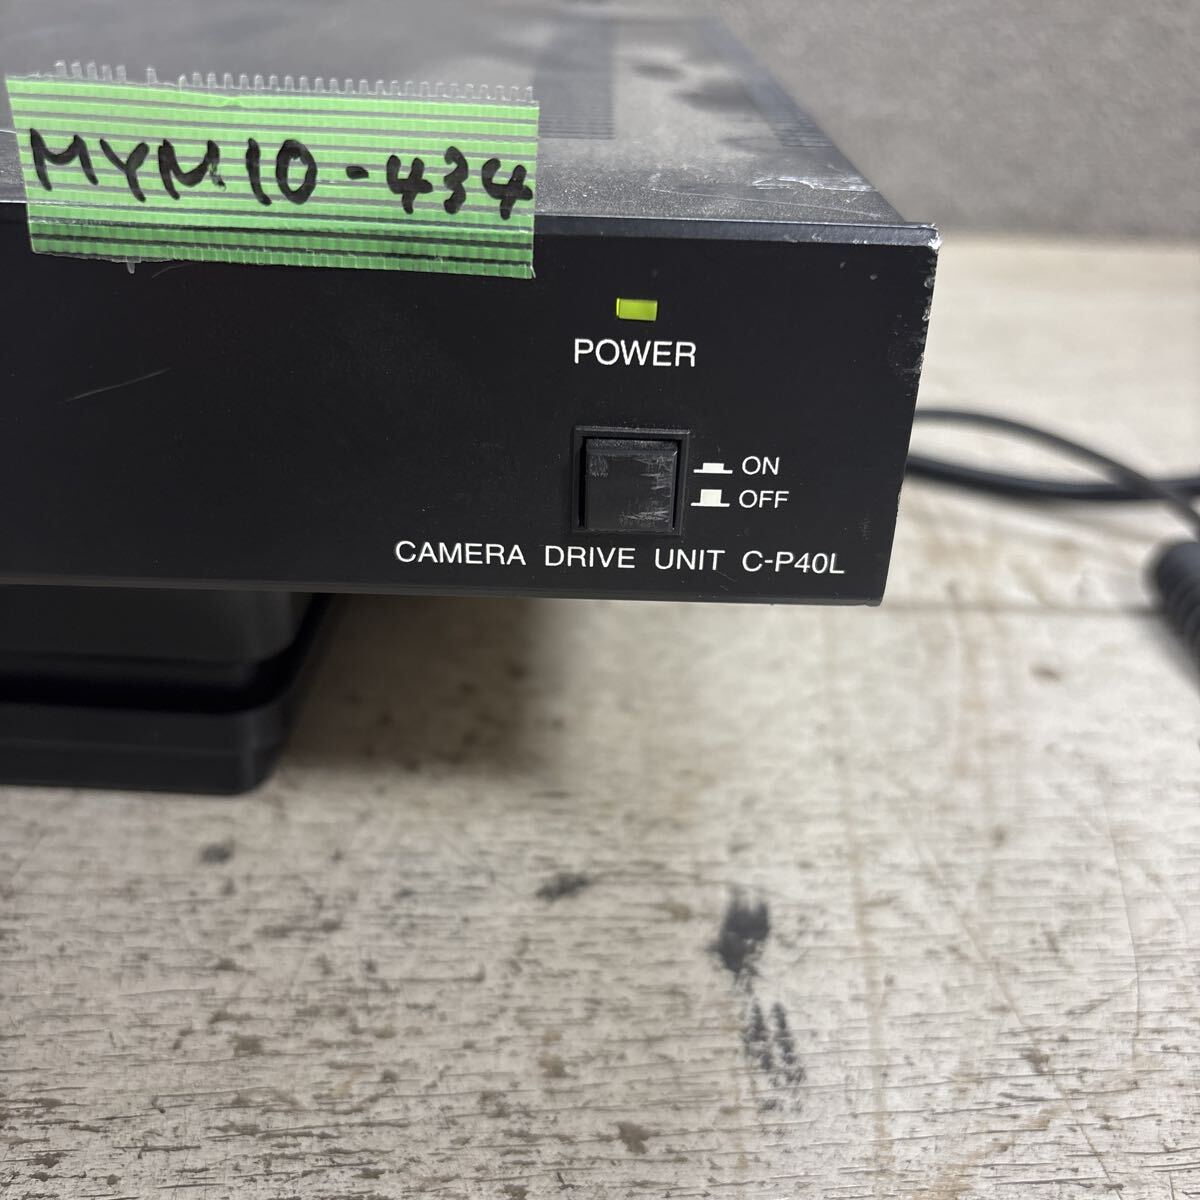 MYM10-434
POWER
ON
OFF
CAMERA DRIVE UNIT C-P40L